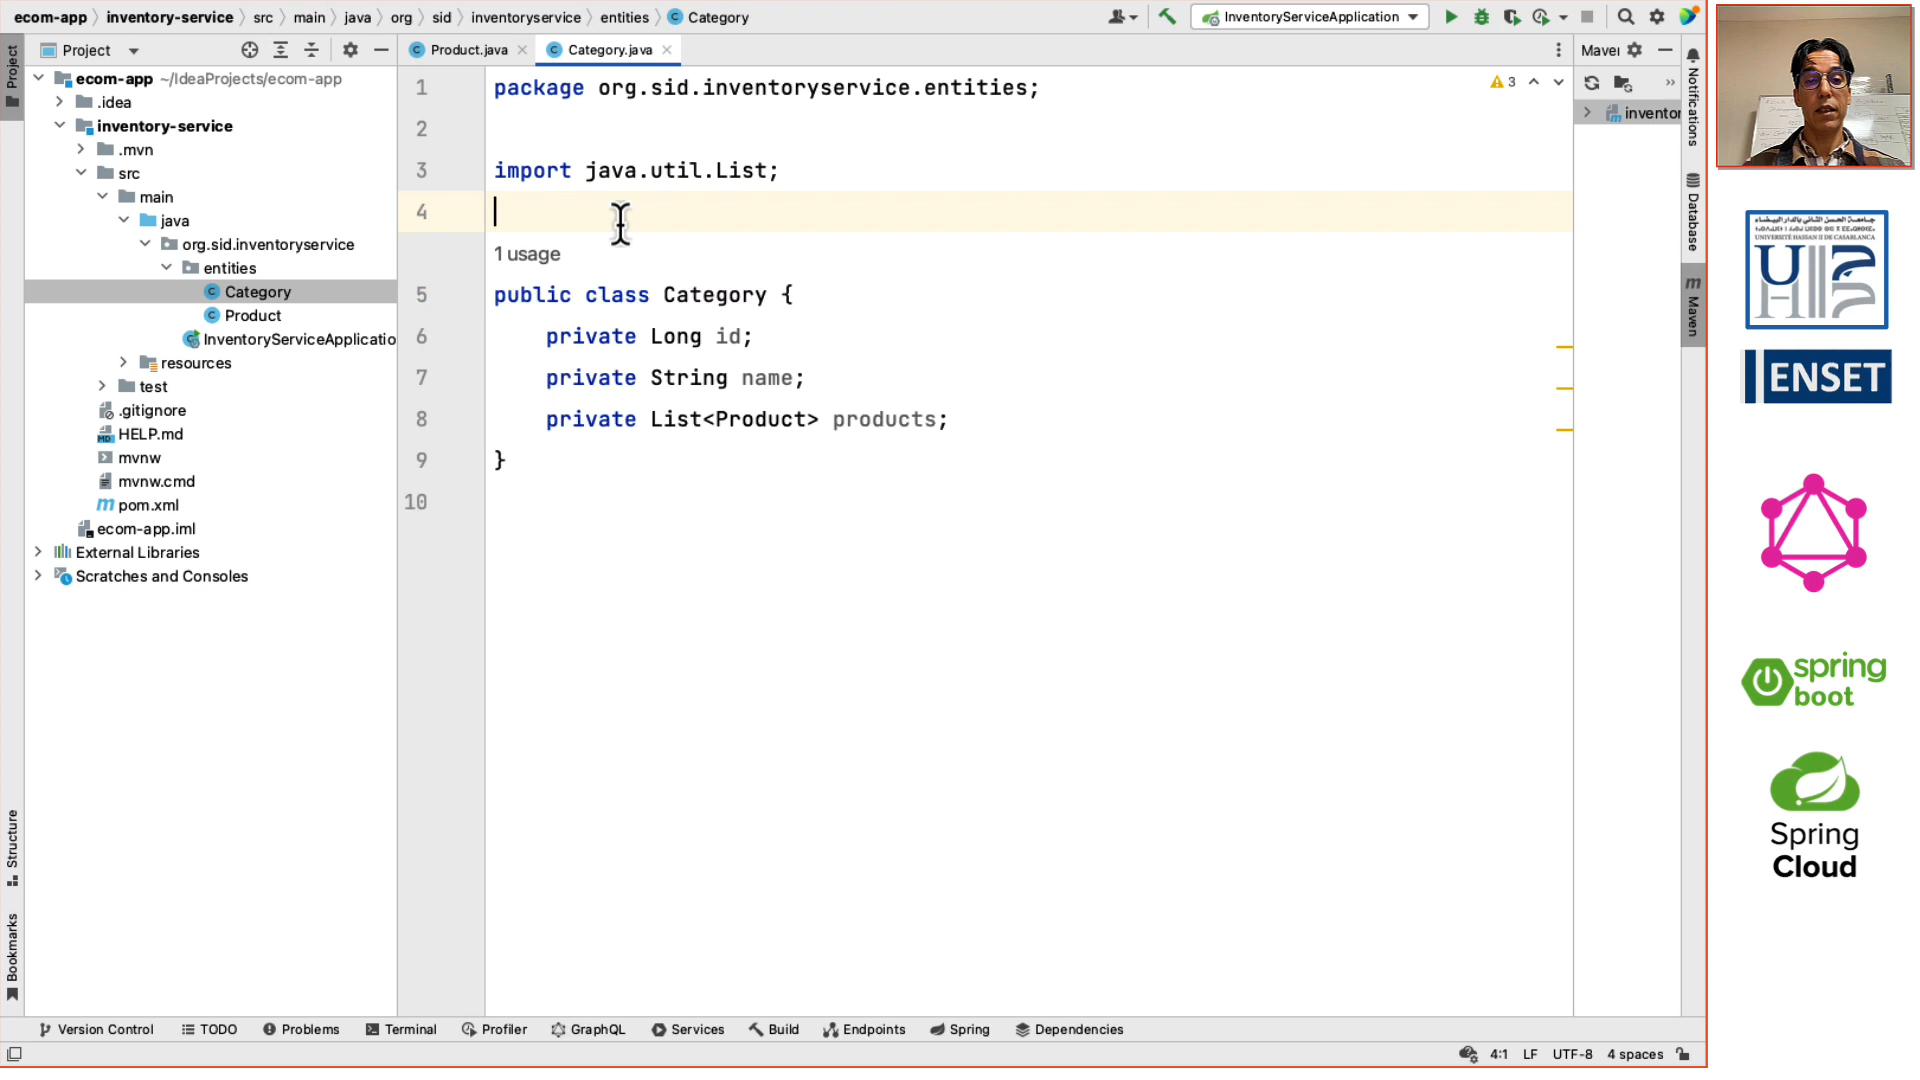 ecom-app
inventory-service
src
main
java
org
sid
inventoryservice
entities
Category
InventoryServiceApplication
Project
Product.java
Category.java
Maven
Project
ecom-app ~/IdeaProjects/ecom-app
.idea
inventory-service
.mvn
src
main
java
org.sid.inventoryservice
entities
Category
Product
InventoryServiceApplicatio
resources
test
.gitignore
HELP.md
mvnw
mvnw.cmd
pom.xml
ecom-app.iml
External Libraries
Scratches and Consoles
Structure
Bookmarks
1 package org.sid.inventoryservice.entities;
2
3 import java.util.List;
4
1 usage
5 public class Category {
6 private Long id;
7 private String name;
8 private List<Product> products;
9 }
10
3
inventor
Notifications
Database
Maven
UNIVERSITÉ HASSAN II DE CASABLANCA
ENSET
spring
boot
Spring
Cloud
Version Control
TODO
Problems
Terminal
Profiler
GraphQL
Services
Build
Endpoints
Spring
Dependencies
4:1
LF
UTF-8
4 spaces